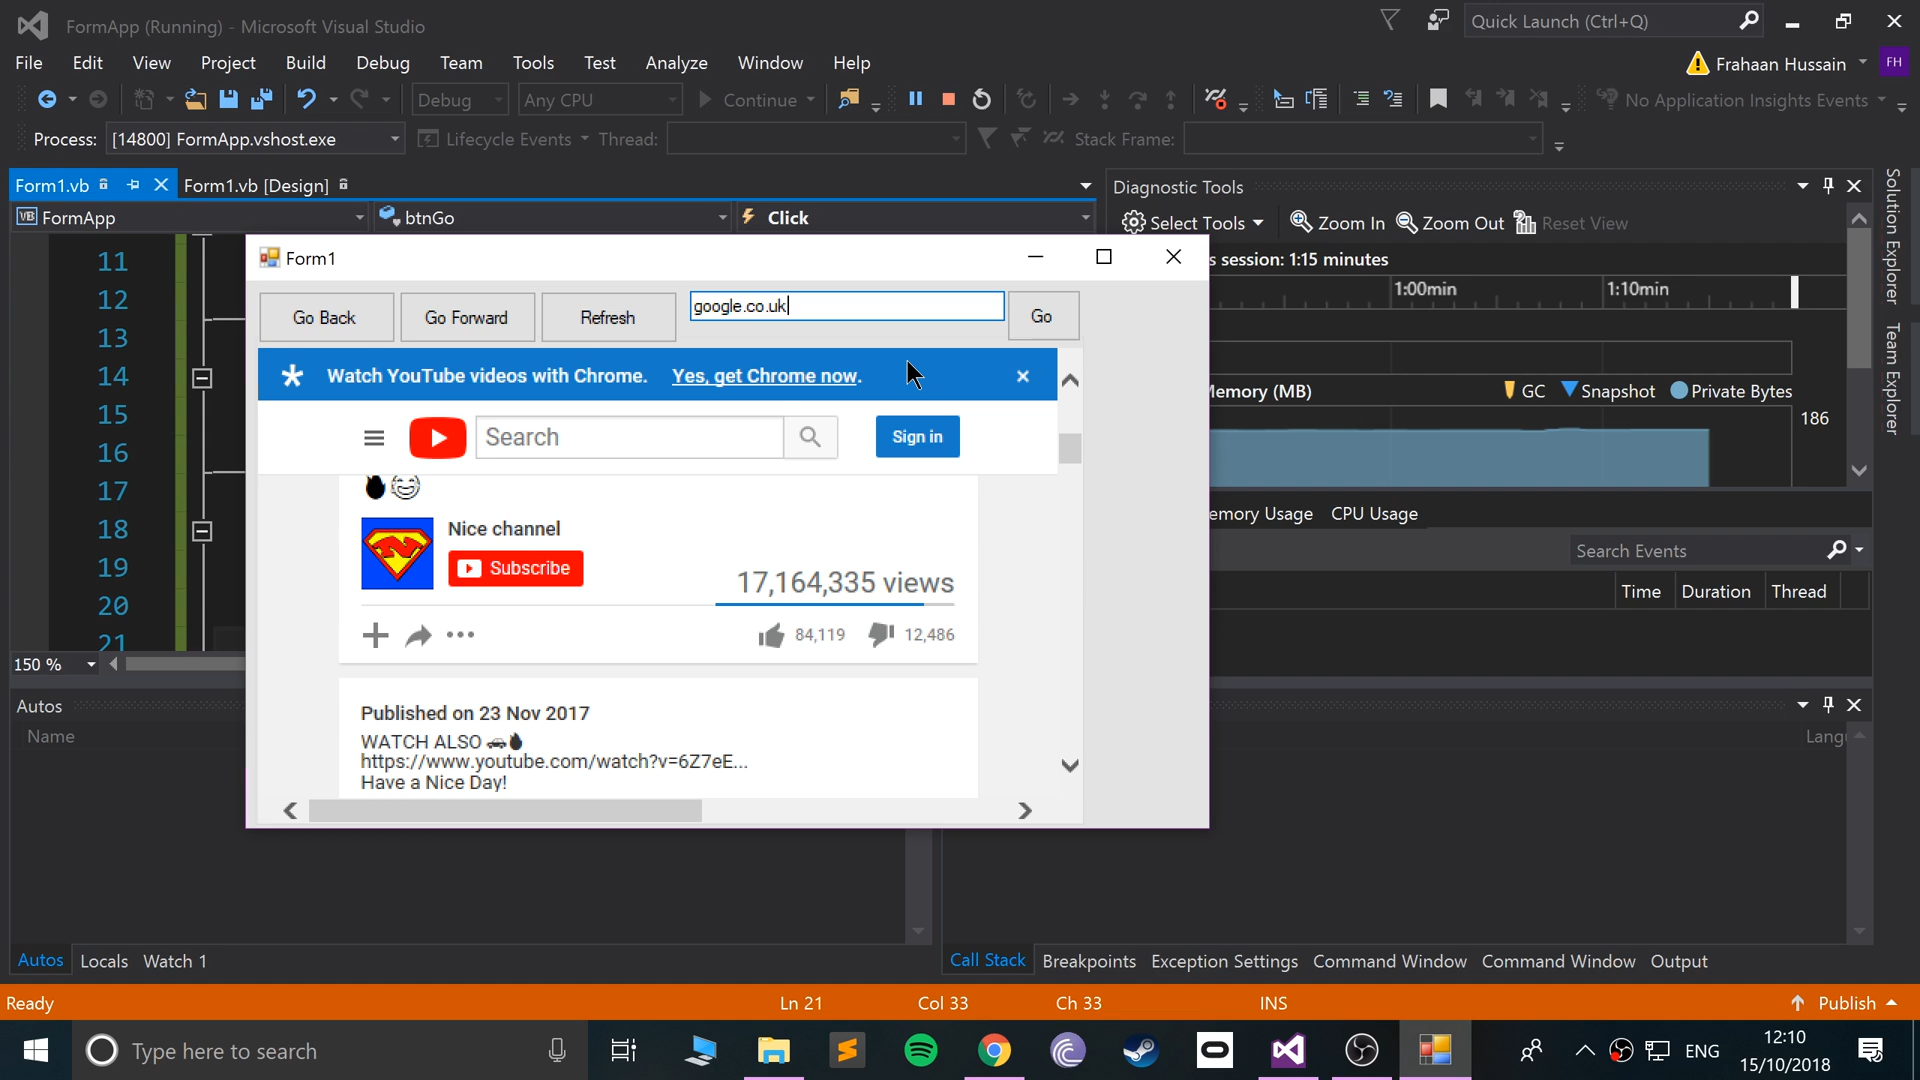 FormApp (Running) - Microsoft Visual Studio
Quick Launch (Ctrl+Q)
File Edit View Project Build Debug Team Tools Test Analyze Window Help
Frahaan Hussain FH
Debug Any CPU Continue No Application Insights Events
Process: [14800] FormApp.vshost.exe Lifecycle Events Thread: Stack Frame:
Form1.vb Form1.vb [Design]
Diagnostic Tools
Solution Explorer
Team Explorer
VB FormApp btnGo Click
Select Tools Zoom In Zoom Out Reset View
Form1
s session: 1:15 minutes
1:00min 1:10min
Go Back Go Forward Refresh google.co.uk Go
Watch YouTube videos with Chrome. Yes, get Chrome now.
Memory (MB) GC Snapshot Private Bytes
186
Search Sign in
Nice channel
Subscribe
17,164,335 views
84,119 12,486
Published on 23 Nov 2017
WATCH ALSO
https://www.youtube.com/watch?v=6Z7eE...
Have a Nice Day!
emory Usage CPU Usage
Search Events
Time Duration Thread
11
12
13
14
15
16
17
18
19
20
21
150 %
Autos
Name
Lang
Autos Locals Watch 1
Call Stack Breakpoints Exception Settings Command Window Command Window Output
Ready Ln 21 Col 33 Ch 33 INS Publish
Type here to search
ENG
12:10
15/10/2018